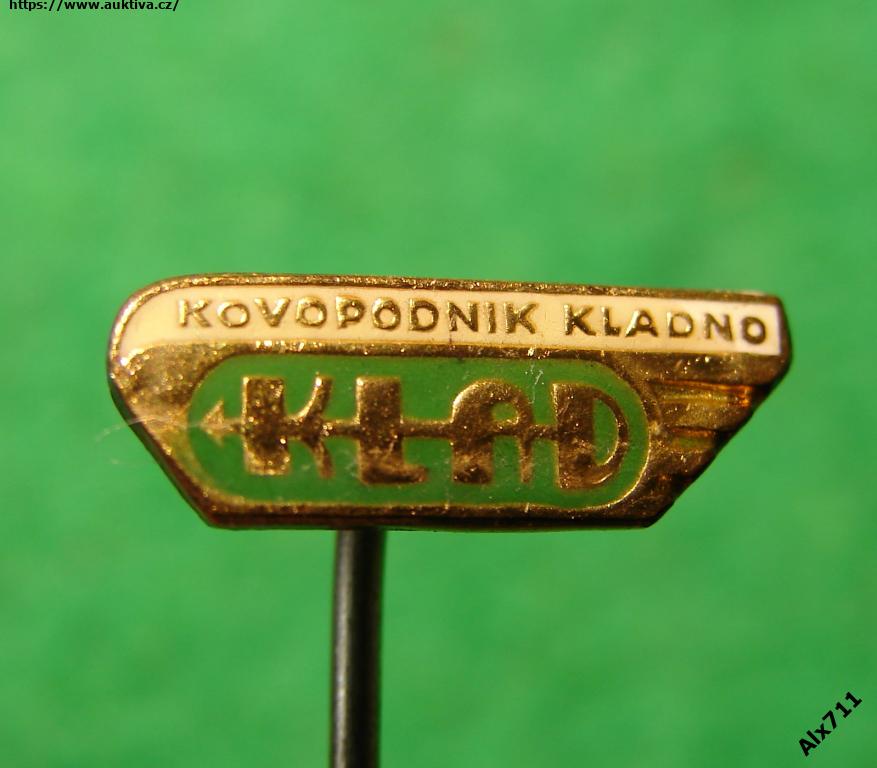 https://www.auktiva.cz/
KOVOPODNIK KLADNO
KLAD
Alx711